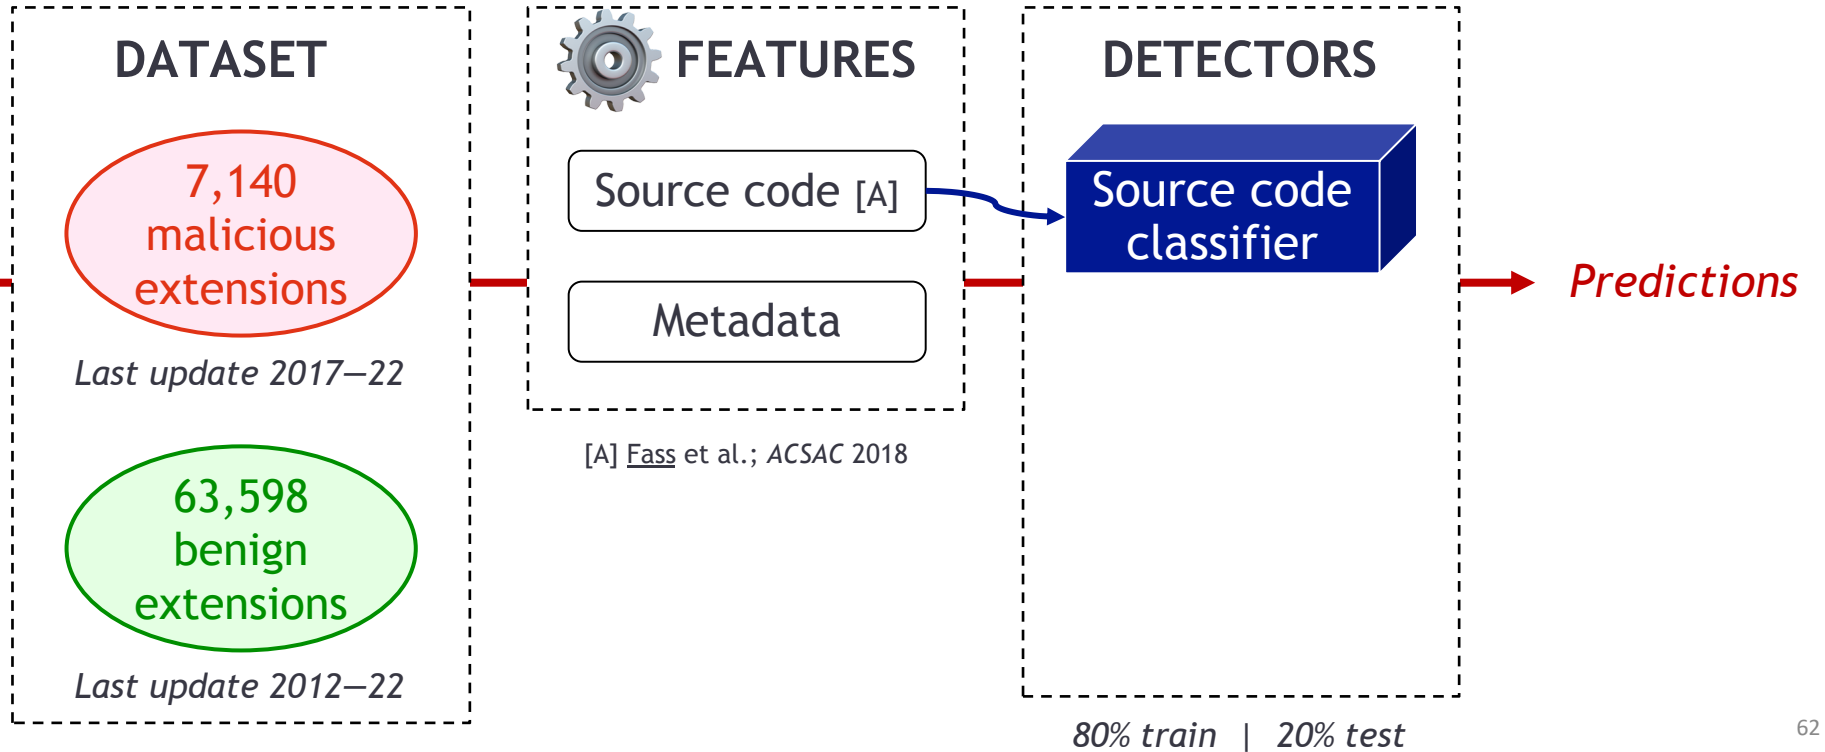 DATASET
7,140
malicious
extensions
Last update 2017—22
63,598
benign
extensions
Last update 2012—22
FEATURES
Source code [A]
Metadata
[A] Fass et al.; ACSAC 2018
DETECTORS
Source code
classifier
80% train | 20% test
Predictions
62